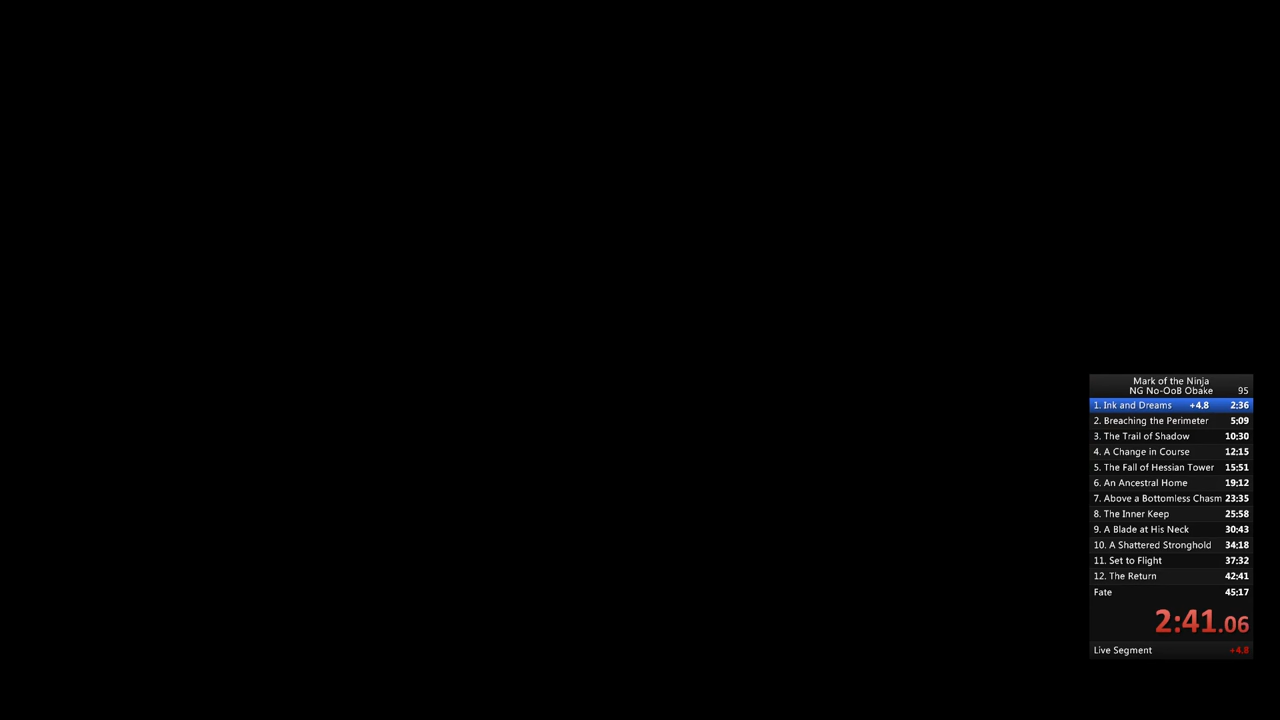 Mark of the Ninja
NG No-OoB Obake 95
1. Ink and Dreams +4.8 2:36
2. Breaching the Perimeter 5:09
3. The Trail of Shadow 10:30
4. A Change in Course 12:15
5. The Fall of Hessian Tower 15:51
6. An Ancestral Home 19:12
7. Above a Bottomless Chasm 23:35
8. The Inner Keep 25:58
9. A Blade at His Neck 30:43
10. A Shattered Stronghold 34:18
11. Set to Flight 37:32
12. The Return 42:41
Fate 45:17
2:41.06
Live Segment +4.8